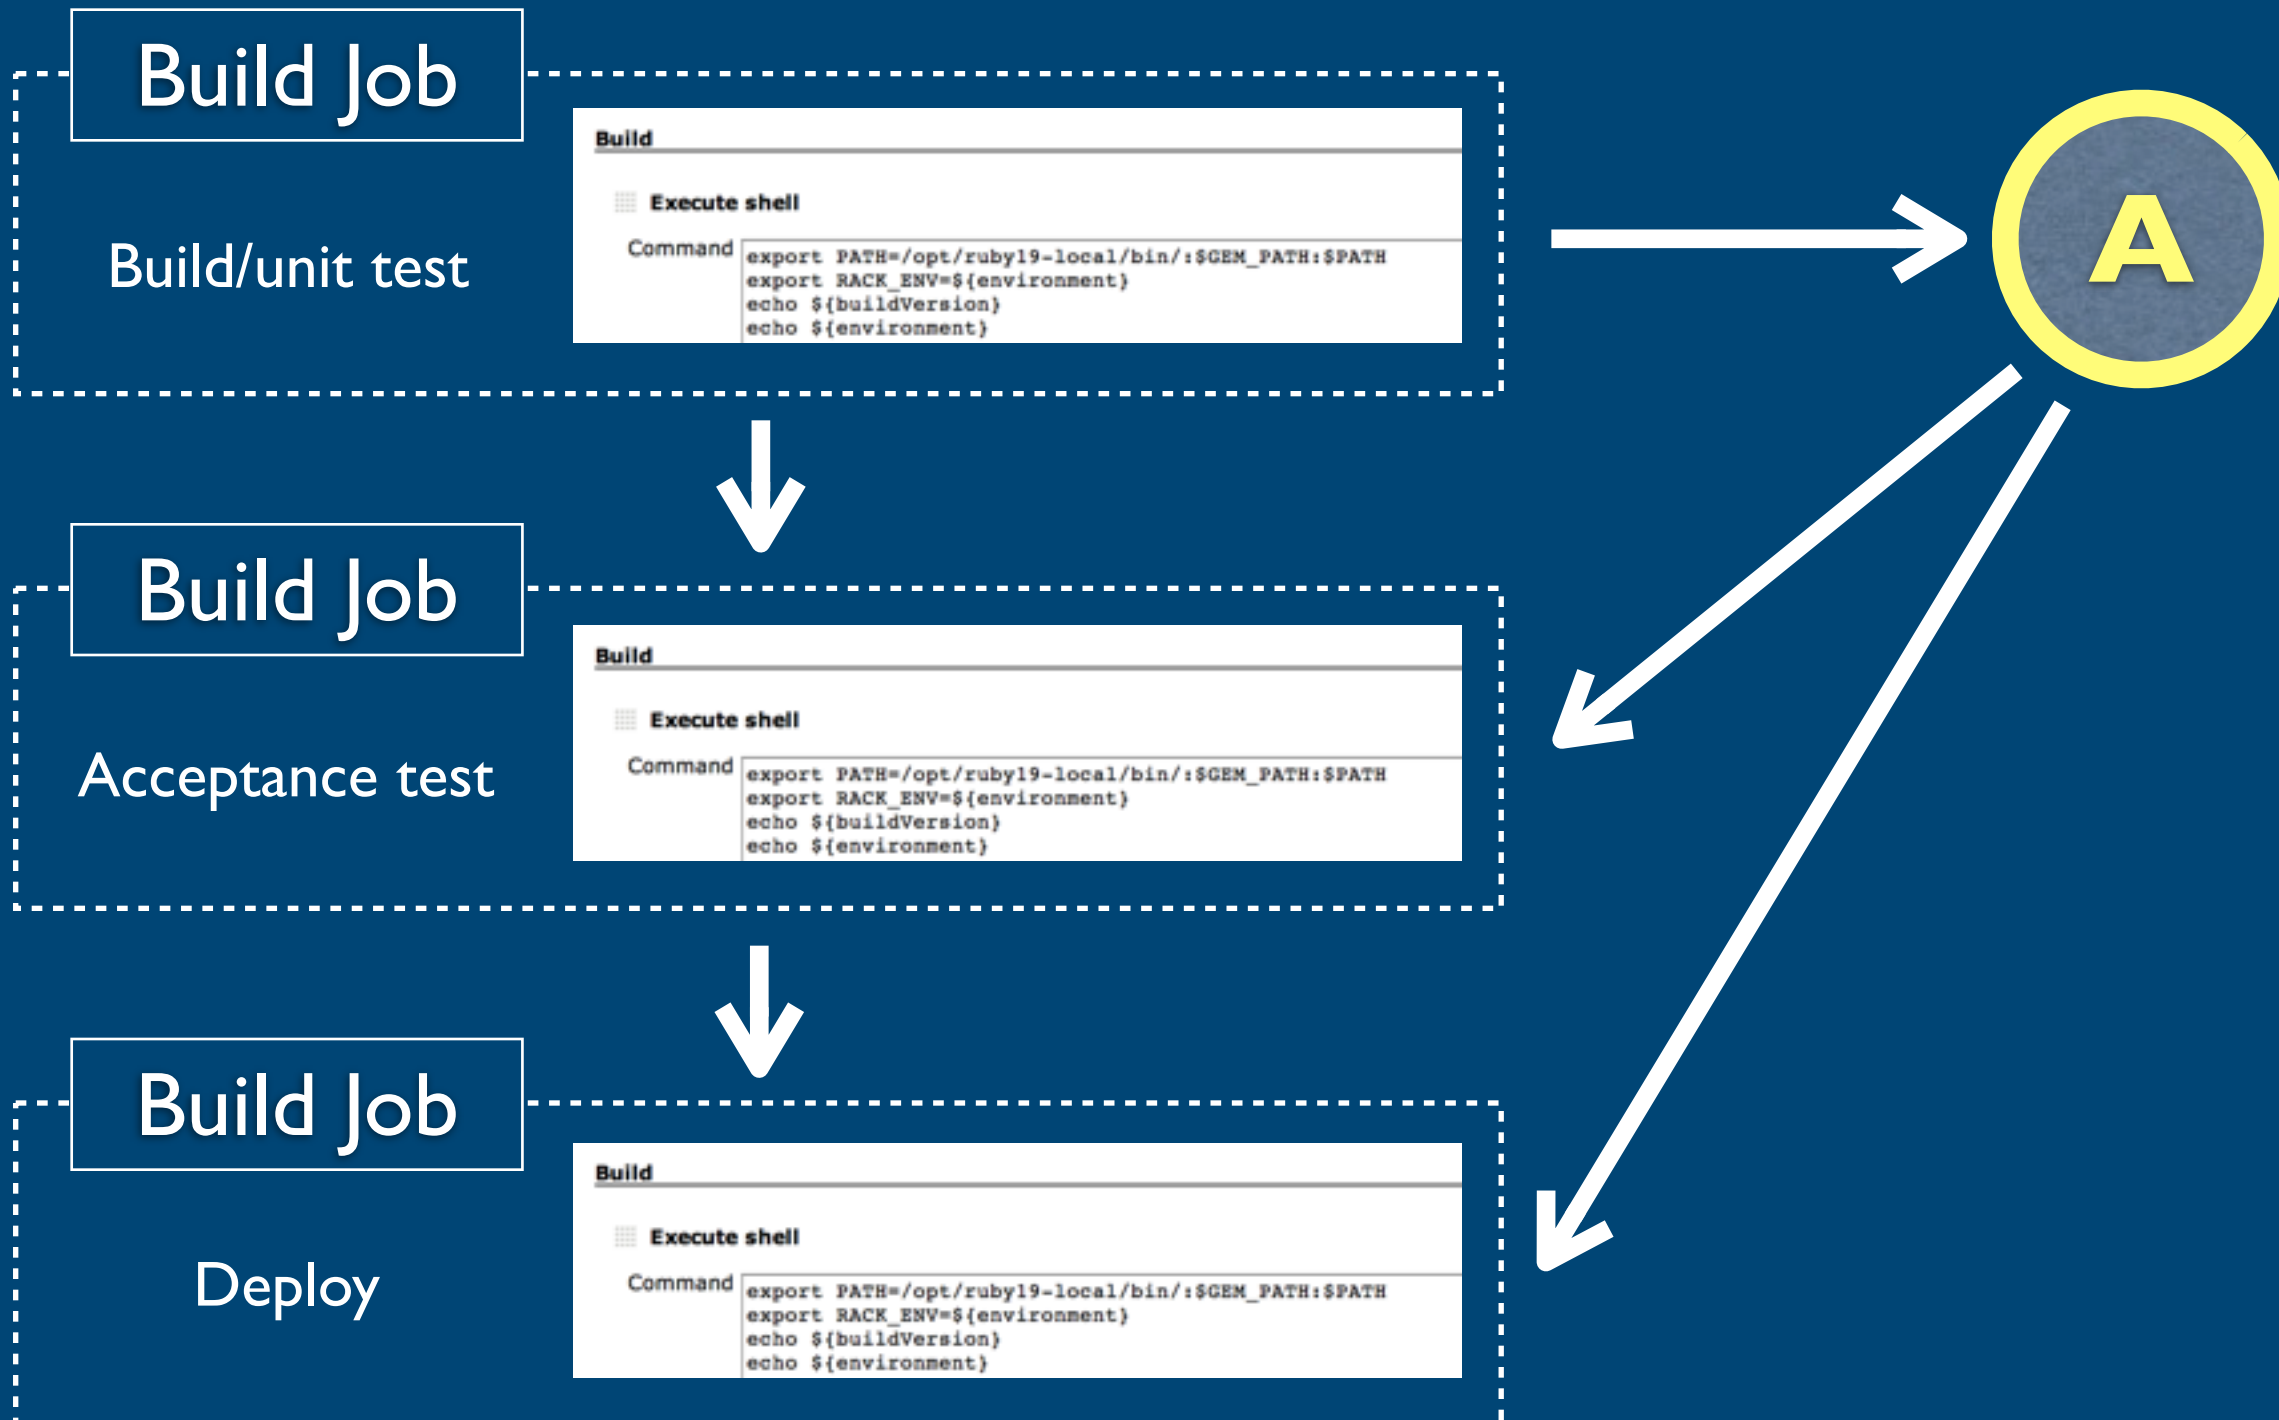 Build Job
Build/unit test
Build
Execute shell
Command
export PATH=/opt/ruby19-local/bin/:$GEM_PATH:$PATH
export RACK_ENV=${environment}
echo ${buildVersion}
echo ${environment}
A
Build Job
Acceptance test
Build
Execute shell
Command
export PATH=/opt/ruby19-local/bin/:$GEM_PATH:$PATH
export RACK_ENV=${environment}
echo ${buildVersion}
echo ${environment}
Build Job
Deploy
Build
Execute shell
Command
export PATH=/opt/ruby19-local/bin/:$GEM_PATH:$PATH
export RACK_ENV=${environment}
echo ${buildVersion}
echo ${environment}